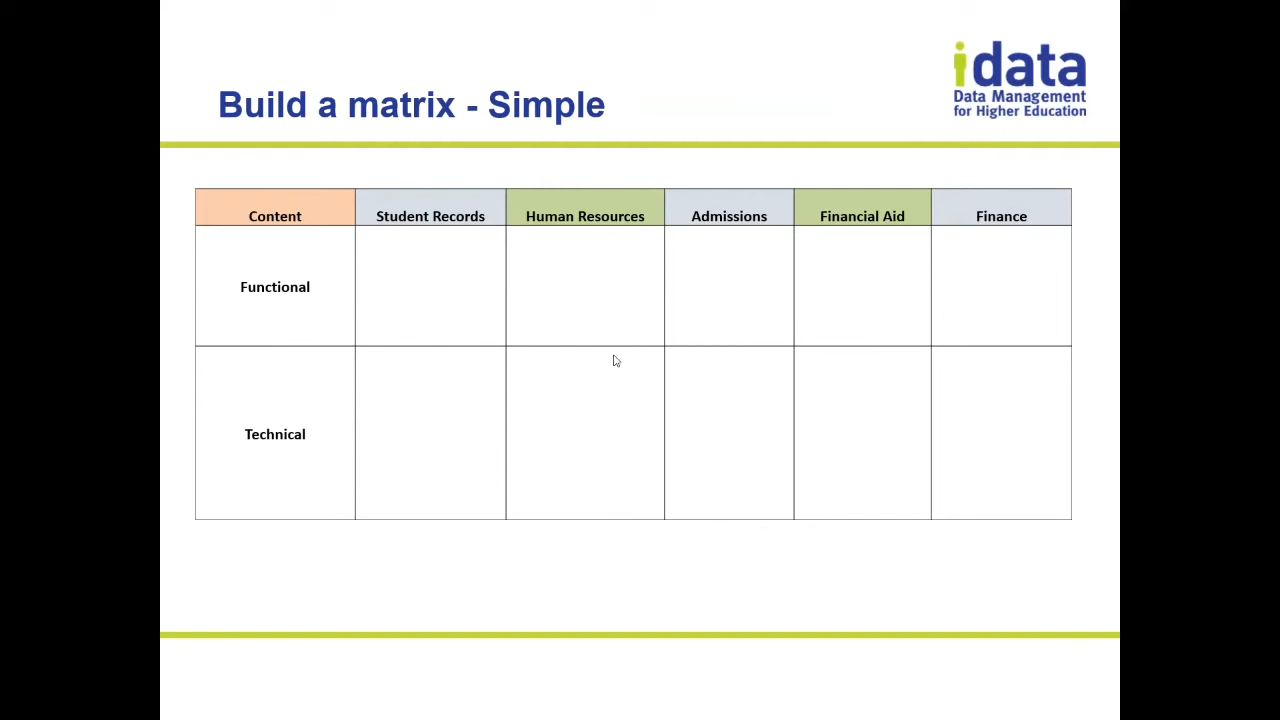 idata
Data Management
for Higher Education
Build a matrix - Simple
Content Student Records Human Resources Admissions Financial Aid Finance
Functional
Technical